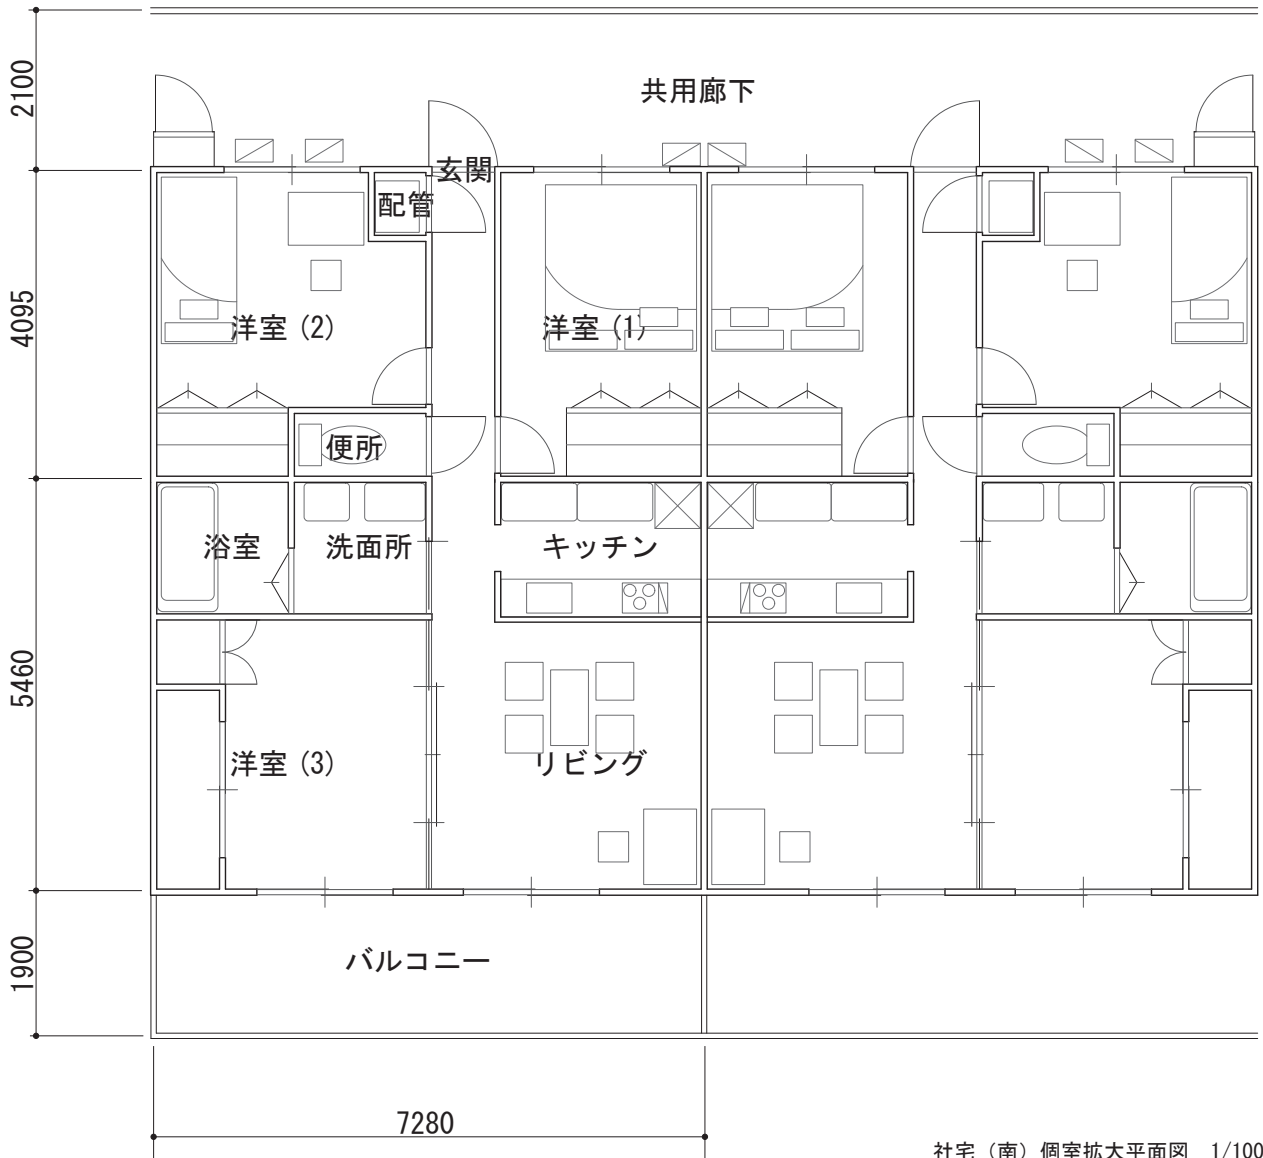 2100
共用廊下
玄関
配管
4095
洋室 (2)
洋室 (1)
便所
浴室
洗面所
キッチン
5460
洋室 (3)
リビング
1900
バルコニー
7280
社宅（南）個室拡大平面図 1/100